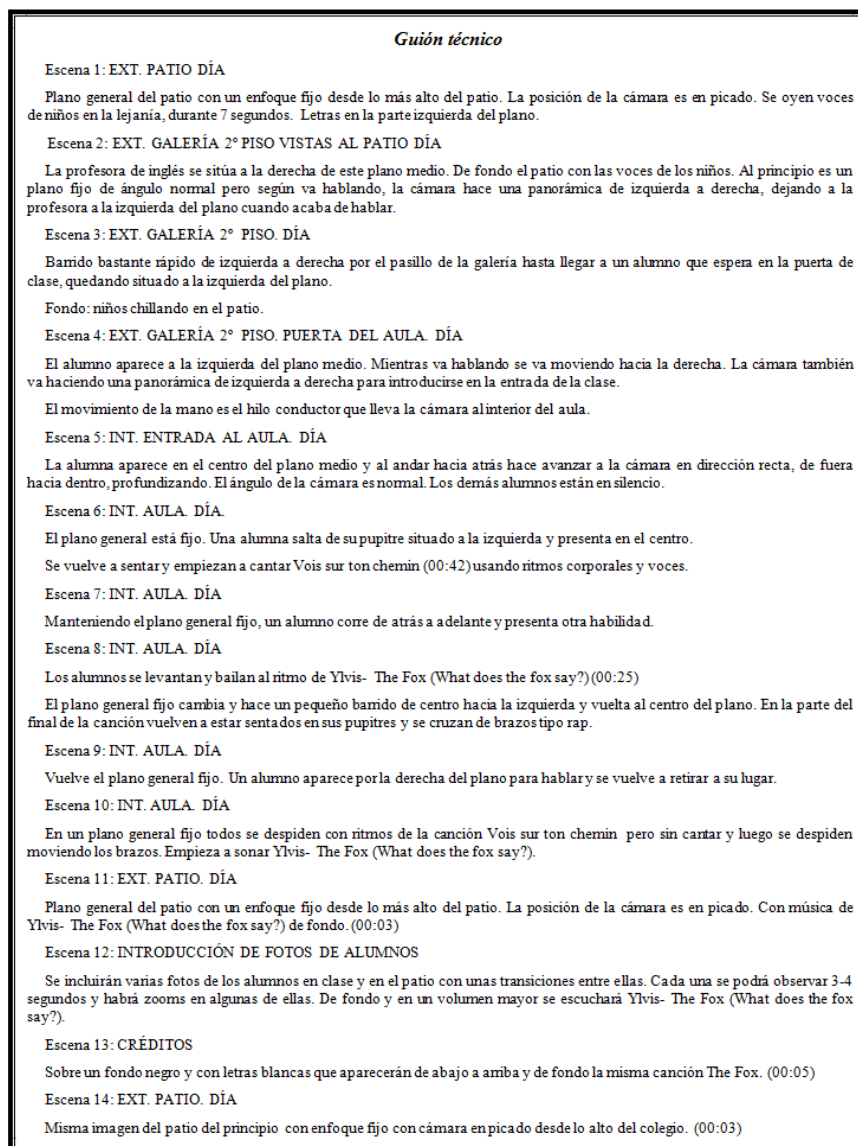 Guión técnico
Escena 1: EXT. PATIO DÍA
Plano general del patio con un enfoque fijo desde lo más alto del patio. La posición de la cámara es en picado. Se oyen voces
de niños en la lejanía, durante 7 segundos. Letras en la parte izquierda del plano.
Escena 2: EXT. GALERÍA 2º PISO VISTAS AL PATIO DÍA
La profesora de inglés se sitúa a la derecha de este plano medio. De fondo el patio con las voces de los niños. Al principio es un
plano fijo de ángulo normal pero según va hablando, la cámara hace una panorámica de izquierda a derecha, dejando a la
profesora a la izquierda del plano cuando acaba de hablar.
Escena 3: EXT. GALERÍA 2º PISO. DÍA
Barrido bastante rápido de izquierda a derecha por el pasillo de la galería hasta llegar a un alumno que espera en la puerta de
clase, quedando situado a la izquierda del plano.
Fondo: niños chillando en el patio.
Escena 4: EXT. GALERÍA 2º PISO. PUERTA DEL AULA. DÍA
El alumno aparece a la izquierda del plano medio. Mientras va hablando se va moviendo hacia la derecha. La cámara también
va haciendo una panorámica de izquierda a derecha para introducirse en la entrada de la clase.
El movimiento de la mano es el hilo conductor que lleva la cámara al interior del aula.
Escena 5: INT. ENTRADA AL AULA. DÍA
La alumna aparece en el centro del plano medio y al andar hacia atrás hace avanzar a la cámara en dirección recta, de fuera
hacia dentro, profundizando. El ángulo de la cámara es normal. Los demás alumnos están en silencio.
Escena 6: INT. AULA. DÍA.
El plano general está fijo. Una alumna salta de su pupitre situado a la izquierda y presenta en el centro.
Se vuelve a sentar y empiezan a cantar Vois sur ton chemin (00:42) usando ritmos corporales y voces.
Escena 7: INT. AULA. DÍA
Manteniendo el plano general fijo, un alumno corre de atrás a adelante y presenta otra habilidad.
Escena 8: INT. AULA. DÍA
Los alumnos se levantan y bailan al ritmo de Ylvis- The Fox (What does the fox say?) (00:25)
El plano general fijo cambia y hace un pequeño barrido de centro hacia la izquierda y vuelta al centro del plano. En la parte del
final de la canción vuelven a estar sentados en sus pupitres y se cruzan de brazos tipo rap.
Escena 9: INT. AULA. DÍA
Vuelve el plano general fijo. Un alumno aparece por la derecha del plano para hablar y se vuelve a retirar a su lugar.
Escena 10: INT. AULA. DÍA
En un plano general fijo todos se despiden con ritmos de la canción Vois sur ton chemin pero sin cantar y luego se despiden
moviendo los brazos. Empieza a sonar Ylvis- The Fox (What does the fox say?).
Escena 11: EXT. PATIO. DÍA
Plano general del patio con un enfoque fijo desde lo más alto del patio. La posición de la cámara es en picado. Con música de
Ylvis- The Fox (What does the fox say?) de fondo. (00:03)
Escena 12: INTRODUCCIÓN DE FOTOS DE ALUMNOS
Se incluirán varias fotos de los alumnos en clase y en el patio con unas transiciones entre ellas. Cada una se podrá observar 3-4
segundos y habrá zooms en algunas de ellas. De fondo y en un volumen mayor se escuchará Ylvis- The Fox (What does the fox
say?).
Escena 13: CRÉDITOS
Sobre un fondo negro y con letras blancas que aparecerán de abajo a arriba y de fondo la misma canción The Fox. (00:05)
Escena 14: EXT. PATIO. DÍA
Misma imagen del patio del principio con enfoque fijo con cámara en picado desde lo alto del colegio. (00:03)